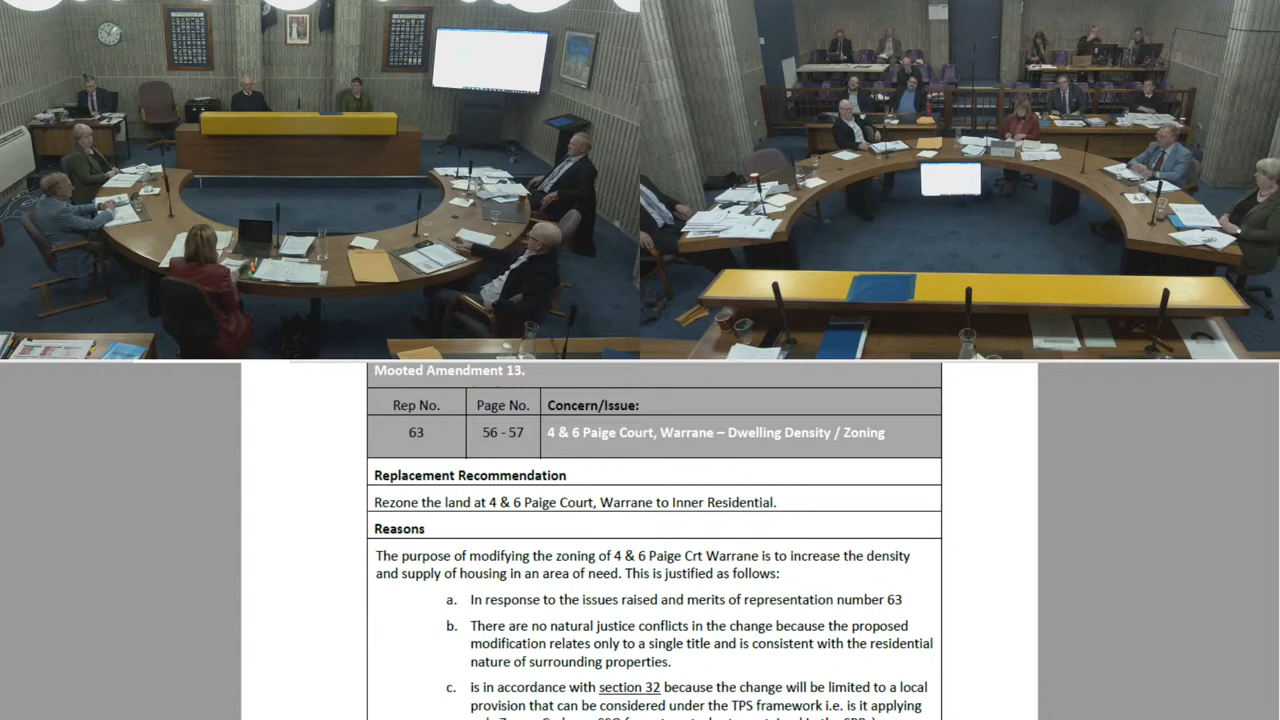 Mooted Amendment 13.
Rep No. Page No. Concern/Issue:
63 56 - 57 4 & 6 Paige Court, Warrane – Dwelling Density / Zoning
Replacement Recommendation
Rezone the land at 4 & 6 Paige Court, Warrane to Inner Residential.
Reasons
The purpose of modifying the zoning of 4 & 6 Paige Crt Warrane is to increase the density
and supply of housing in an area of need. This is justified as follows:
a. In response to the issues raised and merits of representation number 63
b. There are no natural justice conflicts in the change because the proposed
modification relates only to a single title and is consistent with the residential
nature of surrounding properties.
c. is in accordance with section 32 because the change will be limited to a local
provision that can be considered under the TPS framework i.e. is it applying